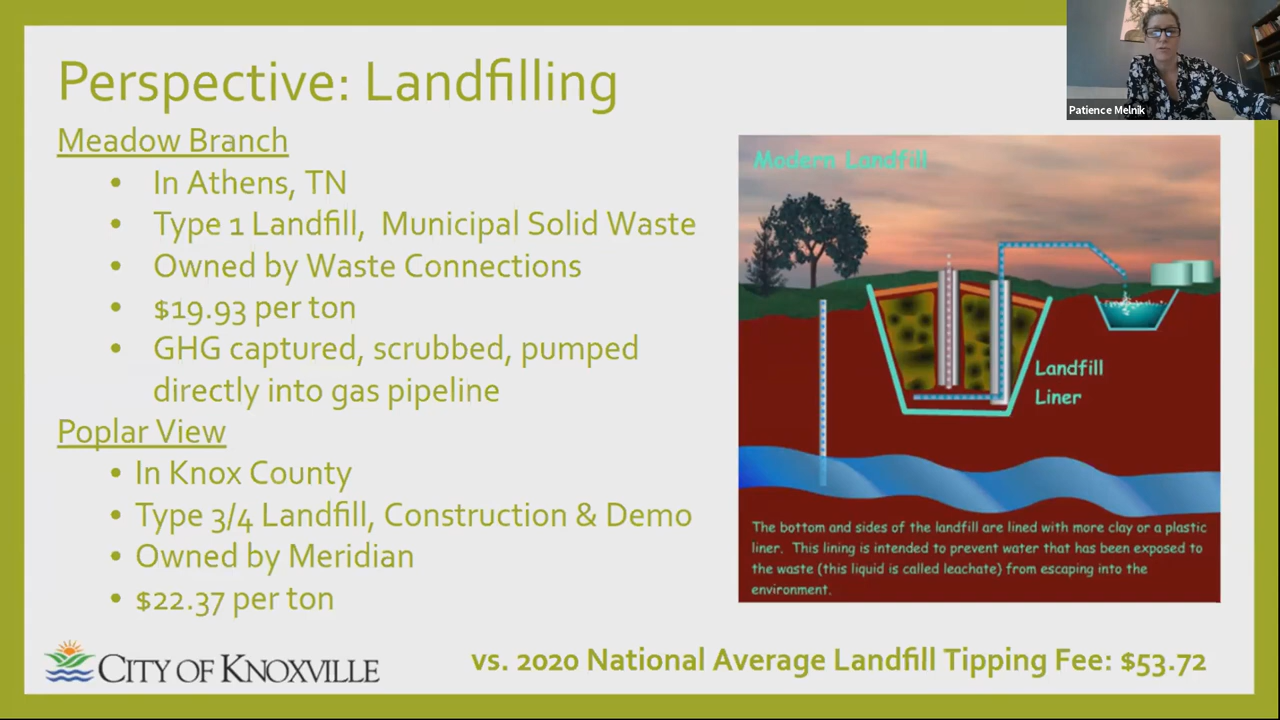 Perspective: Landfilling
Patience Melnik
Meadow Branch
• In Athens, TN
• Type 1 Landfill, Municipal Solid Waste
• Owned by Waste Connections
• $19.93 per ton
• GHG captured, scrubbed, pumped
directly into gas pipeline
Poplar View
• In Knox County
• Type 3/4 Landfill, Construction & Demo
• Owned by Meridian
• $22.37 per ton
Modern Landfill
Landfill
Liner
The bottom and sides of the landfill are lined with more clay or a plastic
liner. This lining is intended to prevent water that has been exposed to
the waste (this liquid is called leachate) from escaping into the
environment.
CITY OF KNOXVILLE
vs. 2020 National Average Landfill Tipping Fee: $53.72